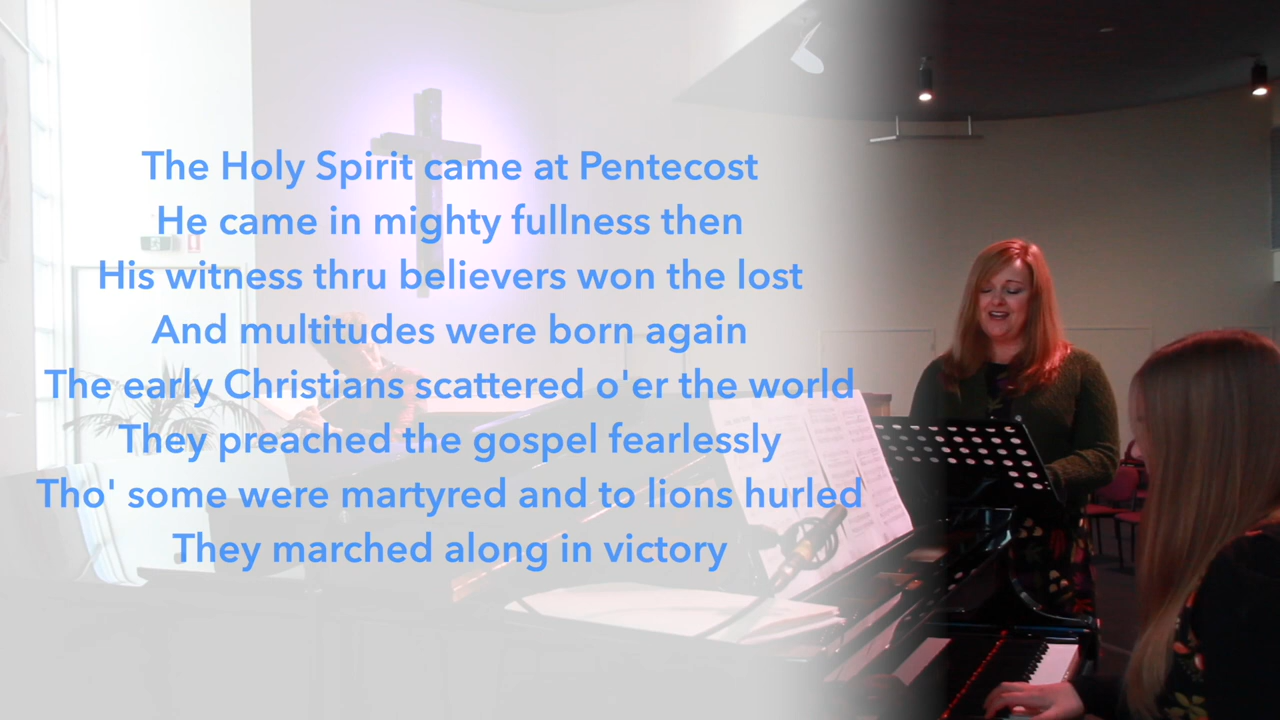 The Holy Spirit came at Pentecost
He came in mighty fullness then
His witness thru believers won the lost
And multitudes were born again
The early Christians scattered o'er the world
They preached the gospel fearlessly
Tho' some were martyred and to lions hurled
They marched along in victory